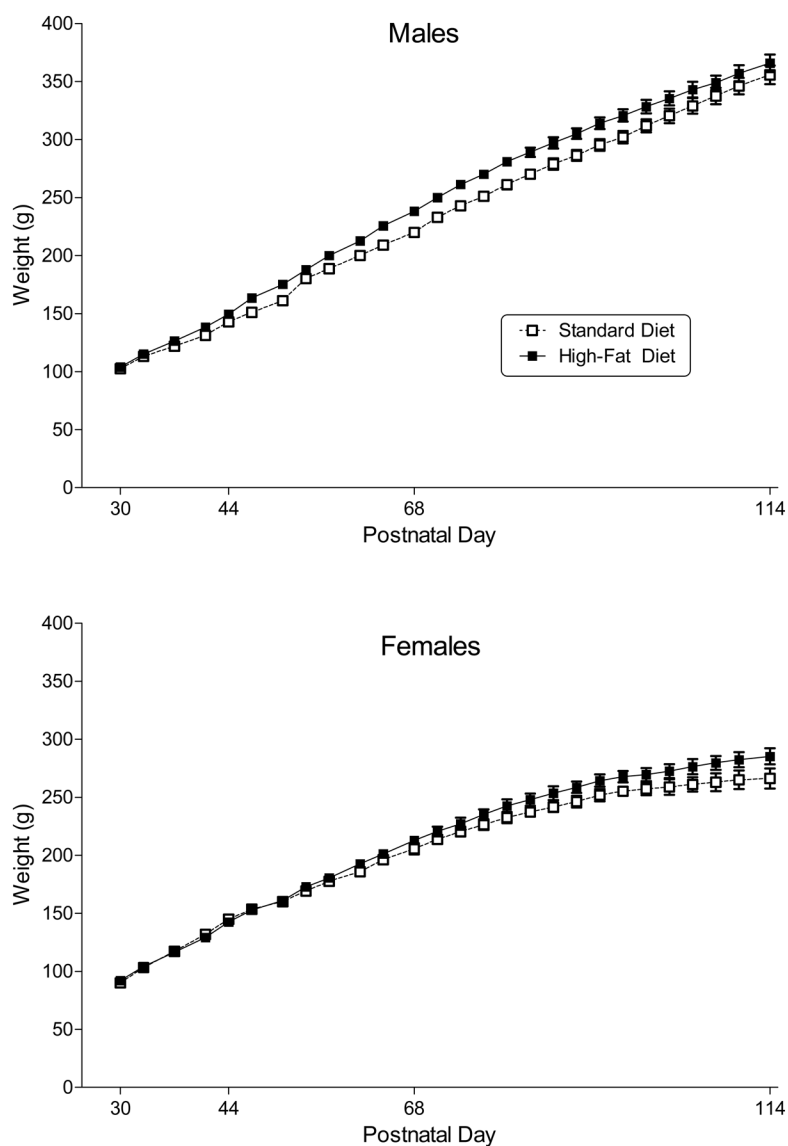 Males
400
350
300
250
200
150
100
50
0
Weight (g)
Standard Diet
High-Fat Diet
30 44 68 114
Postnatal Day
Females
400
350
300
250
200
150
100
50
0
Weight (g)
30 44 68 114
Postnatal Day